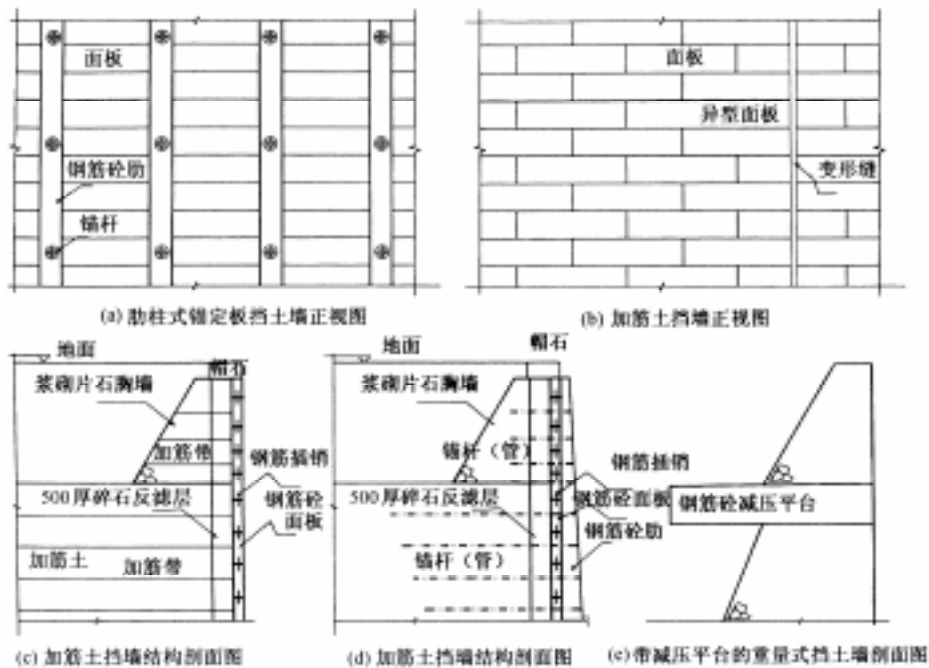 面板
钢筋砼肋
锚杆
(a) 肋柱式锚定板挡土墙正视图
面板
异型面板
变形缝
(b) 加筋土挡墙正视图
地面
帽石
浆砌片石胸墙
加筋带
钢筋插销
500厚碎石反滤层
钢筋砼
面板
加筋土
加筋带
(c) 加筋土挡墙结构剖面图
地面
帽石
浆砌片石胸墙
锚杆（管）
钢筋插销
500厚碎石反滤层
钢筋砼面板
钢筋砼肋
锚杆（管）
(d) 加筋土挡墙结构剖面图
钢筋砼减压平台
(e) 带减压平台的重量式挡土墙剖面图